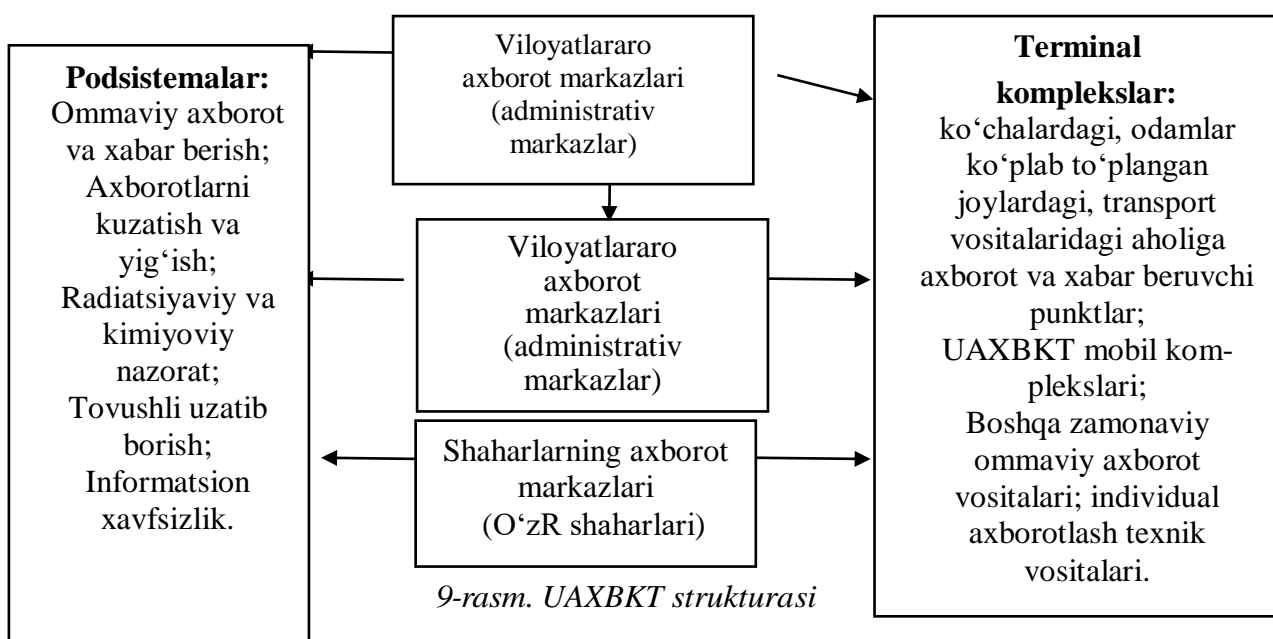 Podsistemalar:
Ommaviy axborot
va xabar berish;
Axborotlarni
kuzatish va
yig‘ish;
Radiatsiyaviy va
kimiyoviy
nazorat;
Tovushli uzatib
borish;
Informatsion
xavfsizlik.
Viloyatlararo
axborot markazlari
(administrativ
markazlar)
Viloyatlararo
axborot
markazlari
(administrativ
markazlar)
Shaharlarning axborot
markazlari
(O‘zR shaharlari)
Terminal
komplekslar:
ko‘chalardagi, odamlar
ko‘plab to‘plangan
joylardagi, transport
vositalaridagi aholiga
axborot va xabar beruvchi
punktlar;
UAXBKT mobil kom-
plekslari;
Boshqa zamonaviy
ommaviy axborot
vositalari; individual
axborotlash texnik
vositalari.
9-rasm. UAXBKT strukturasi